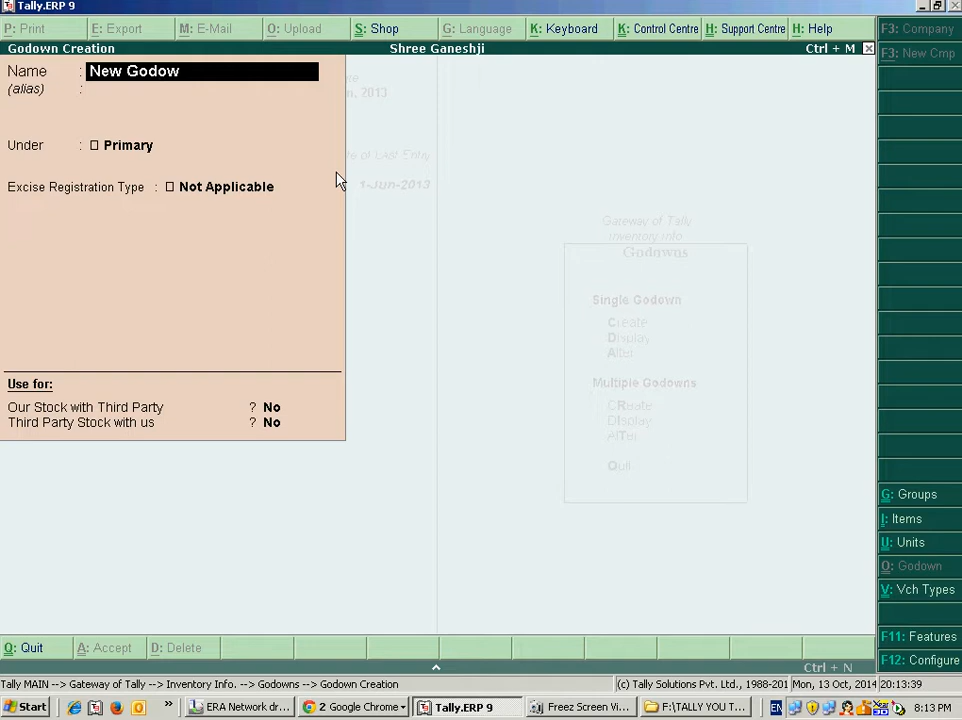 Tally.ERP 9
P: Print E: Export M: E-Mail O: Upload S: Shop G: Language K: Keyboard K: Control Centre H: Support Centre H: Help
F3: Company
Godown Creation Shree Ganeshji Ctrl + M
F3: New Cmp
Name : New Godow
(alias) :
, 2013
Under : Primary
of Last Entry
Excise Registration Type : Not Applicable
1-Jun-2013
Gateway of Tally
Inventory Info.
Godowns
Single Godown
Create
Display
Alter
Multiple Godowns
CReate
DIsplay
AlTer
Quit
Use for:
Our Stock with Third Party ? No
Third Party Stock with us ? No
G: Groups
I: Items
U: Units
O: Godown
V: Vch Types
F11: Features
F12: Configure
Q: Quit A: Accept D: Delete
Ctrl + N
Tally MAIN --> Gateway of Tally --> Inventory Info. --> Godowns --> Godown Creation (c) Tally Solutions Pvt. Ltd., 1988-201 Mon, 13 Oct, 2014 20:13:39
Start » ERA Network dr... 2 Google Chrome Tally.ERP 9 Freez Screen Vi... F:\TALLY YOU T... EN 8:13 PM